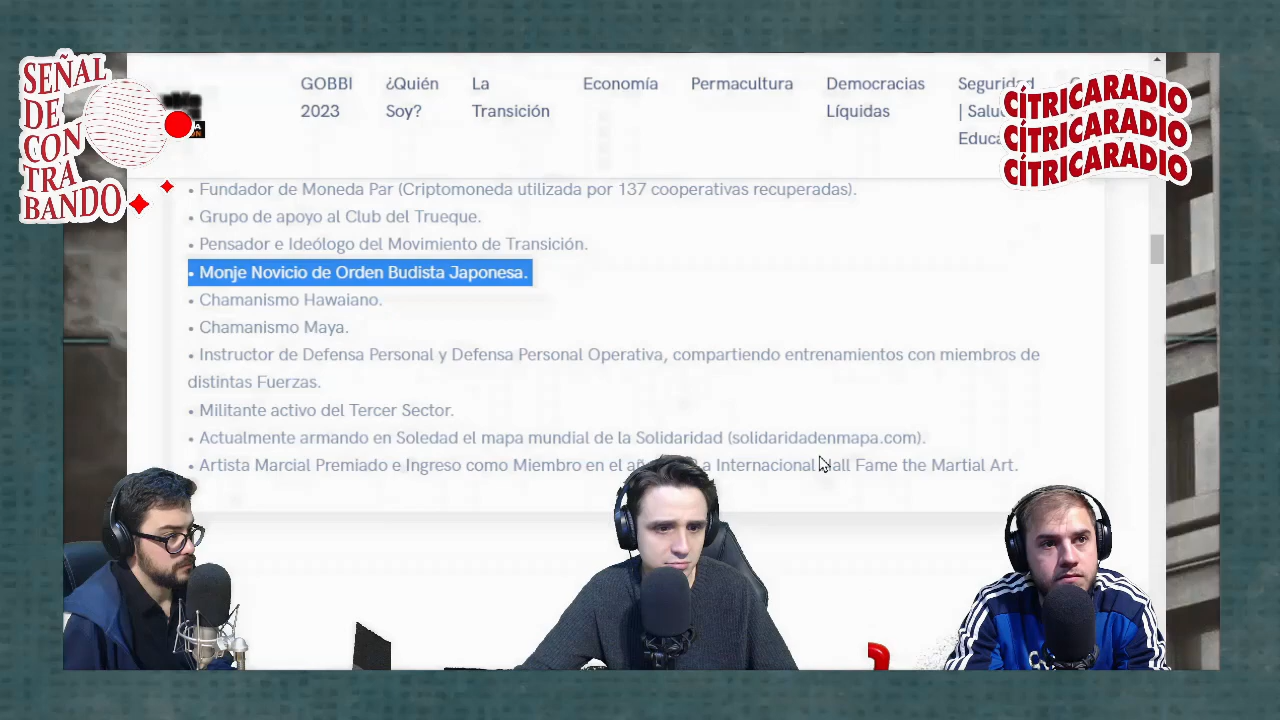 SEÑAL
DE
CON
TRA
BANDO
GOBBI
2023
¿Quién
Soy?
La
Transición
Economía
Permacultura
Democracias
Líquidas
Seguridad
| Salud
CÍTRICARADIO
CÍTRICARADIO
CÍTRICARADIO
• Fundador de Moneda Par (Criptomoneda utilizada por 137 cooperativas recuperadas).
• Grupo de apoyo al Club del Trueque.
• Pensador e Ideólogo del Movimiento de Transición.
• Monje Novicio de Orden Budista Japonesa.
• Chamanismo Hawaiano.
• Chamanismo Maya.
• Instructor de Defensa Personal y Defensa Personal Operativa, compartiendo entrenamientos con miembros de
distintas Fuerzas.
• Militante activo del Tercer Sector.
• Actualmente armando en Soledad el mapa mundial de la Solidaridad (solidaridadenmapa.com).
• Artista Marcial Premiado e Ingreso como Miembro en el a Internacional Hall Fame the Martial Art.